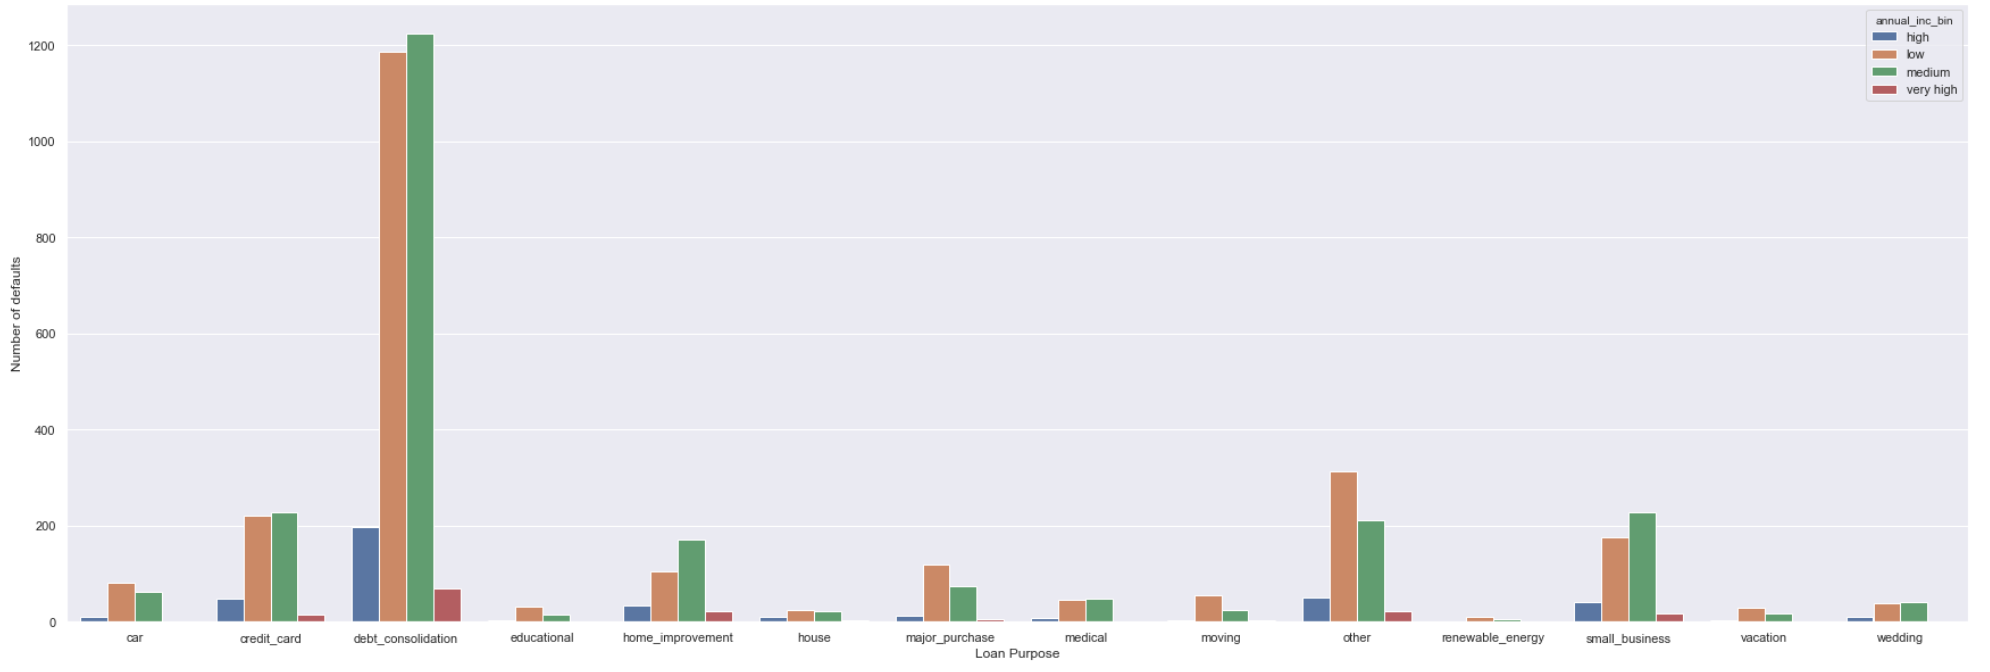 annual_inc_bin
high
low
medium
very high
1200
1000
800
600
400
200
0
Number of defaults
car credit_card debt_consolidation educational home_improvement house major_purchase medical moving other renewable_energy small_business vacation wedding
Loan Purpose